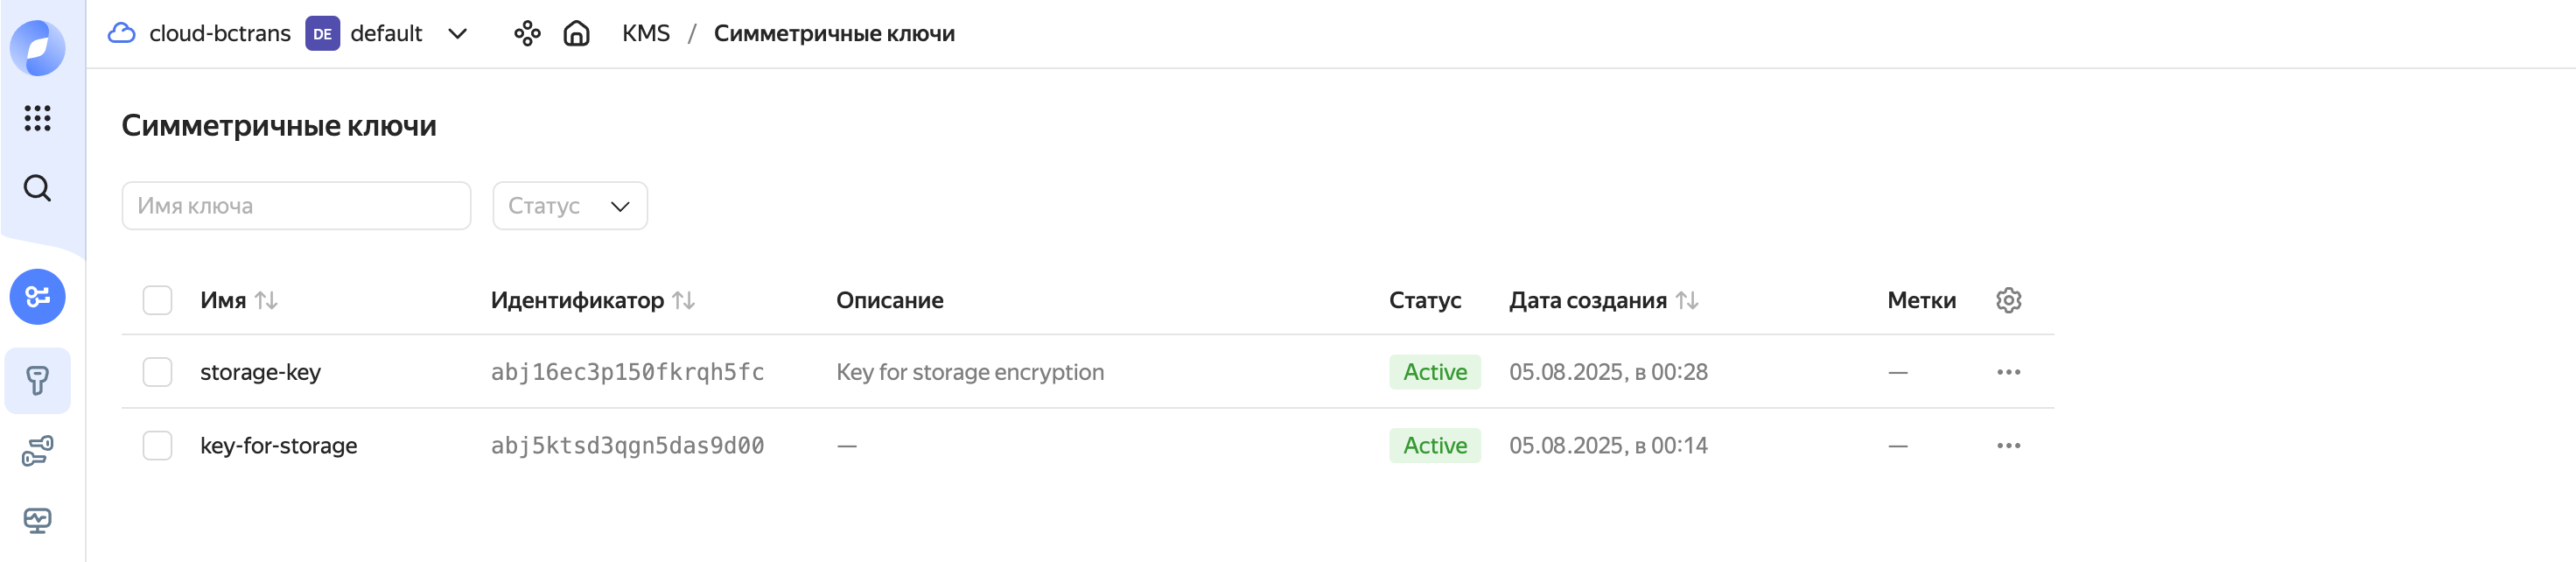 cloud-bctrans DE default KMS / Симметричные ключи
Симметричные ключи
Имя ключа Статус
Имя Идентификатор Описание Статус Дата создания Метки
storage-key abj16ec3p150fkrqh5fc Key for storage encryption Active 05.08.2025, в 00:28 —
key-for-storage abj5ktsd3qgn5das9d00 — Active 05.08.2025, в 00:14 —